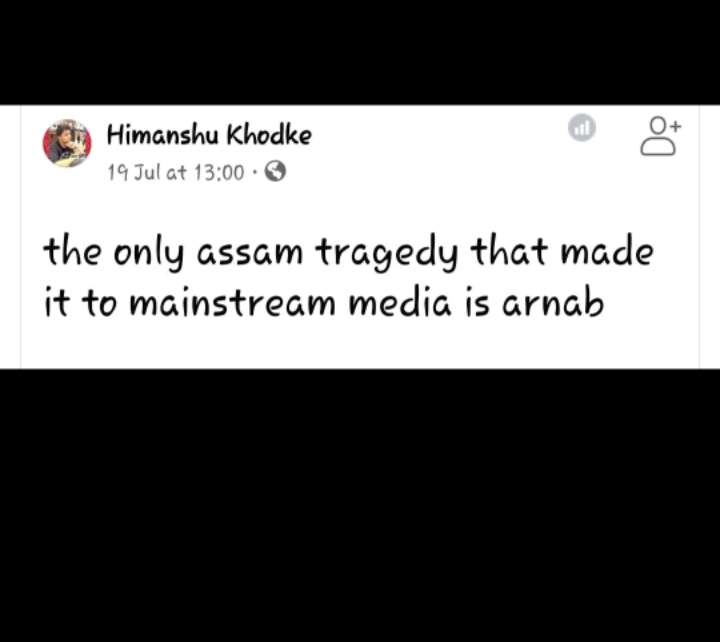 Himanshu Khodke
19 Jul at 13:00 ·
the only assam tragedy that made
it to mainstream media is arnab